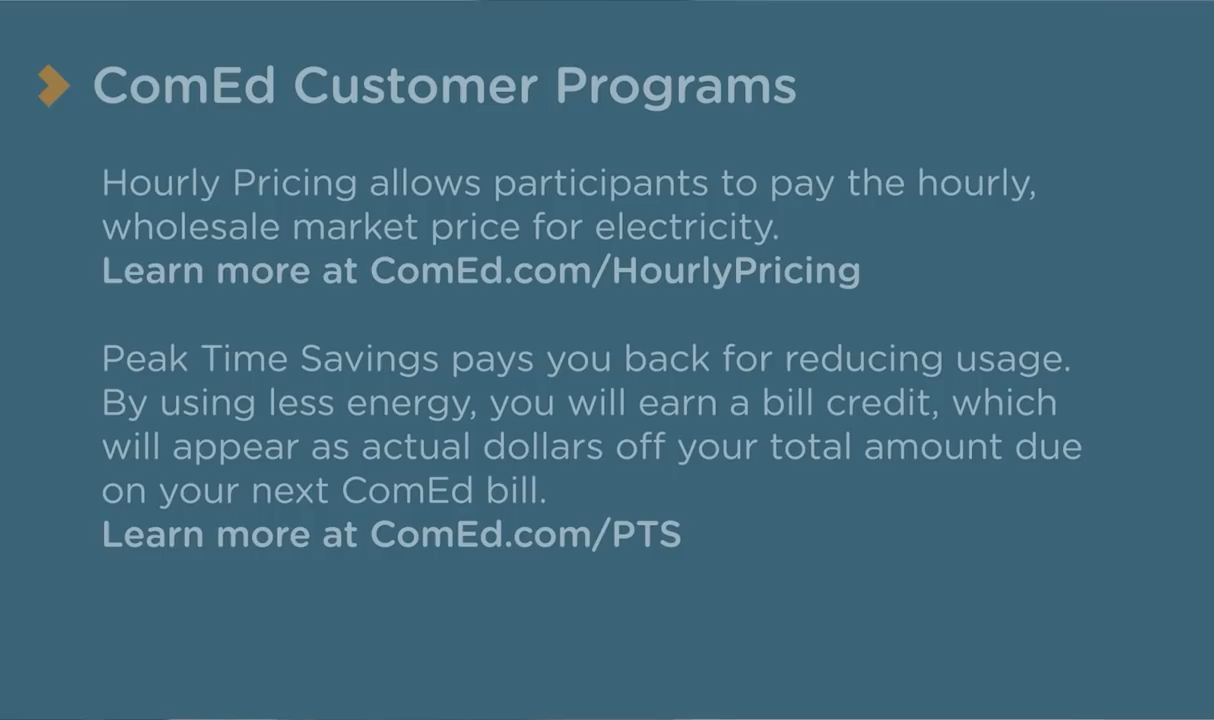 ComEd Customer Programs
Hourly Pricing allows participants to pay the hourly,
wholesale market price for electricity.
Learn more at ComEd.com/HourlyPricing
Peak Time Savings pays you back for reducing usage.
By using less energy, you will earn a bill credit, which
will appear as actual dollars off your total amount due
on your next ComEd bill.
Learn more at ComEd.com/PTS